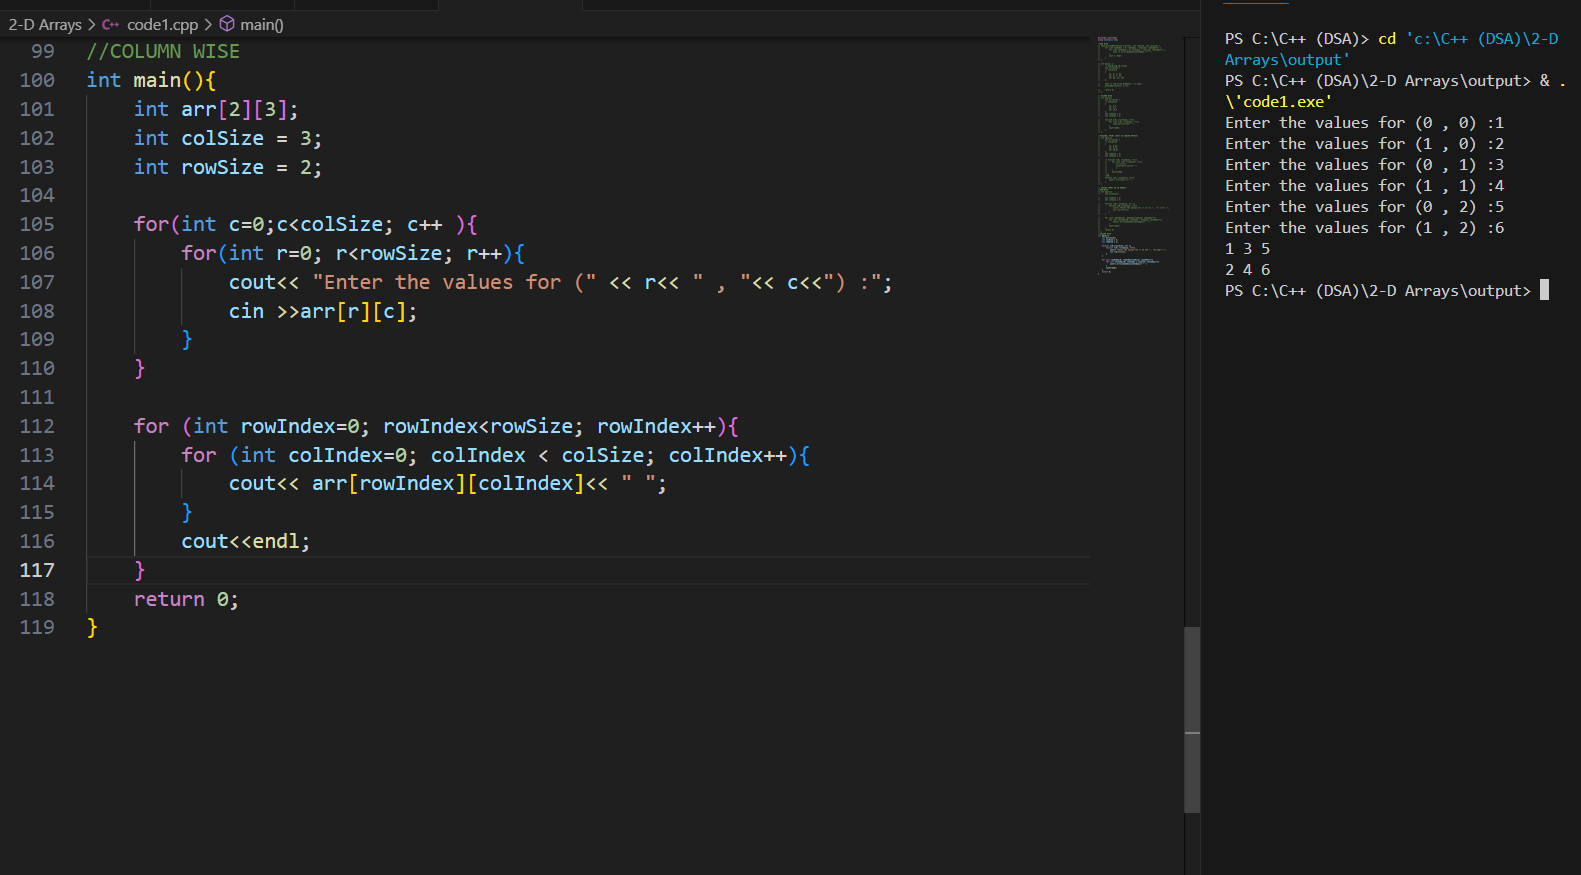 2-D Arrays > C++ code1.cpp > main()
99 //COLUMN WISE
100 int main(){
101     int arr[2][3];
102     int colSize = 3;
103     int rowSize = 2;
104
105     for(int c=0;c<colSize; c++ ){
106         for(int r=0; r<rowSize; r++){
107             cout<< "Enter the values for (" << r<< " , "<< c<<") :";
108             cin >>arr[r][c];
109         }
110     }
111
112     for (int rowIndex=0; rowIndex<rowSize; rowIndex++){
113         for (int colIndex=0; colIndex < colSize; colIndex++){
114             cout<< arr[rowIndex][colIndex]<< " ";
115         }
116         cout<<endl;
117     }
118     return 0;
119 }
PS C:\C++ (DSA)> cd 'c:\C++ (DSA)\2-D
Arrays\output'
PS C:\C++ (DSA)\2-D Arrays\output> & .
\'code1.exe'
Enter the values for (0 , 0) :1
Enter the values for (1 , 0) :2
Enter the values for (0 , 1) :3
Enter the values for (1 , 1) :4
Enter the values for (0 , 2) :5
Enter the values for (1 , 2) :6
1 3 5
2 4 6
PS C:\C++ (DSA)\2-D Arrays\output>